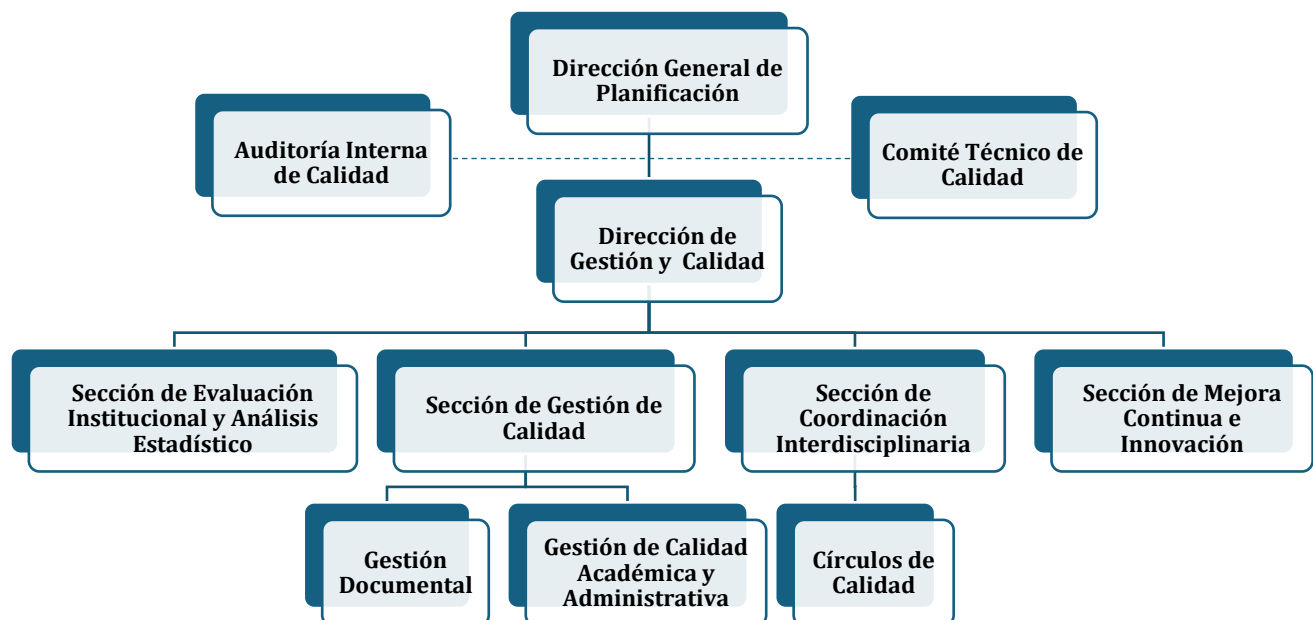 Dirección General de
Planificación
Auditoría Interna
de Calidad
Comité Técnico de
Calidad
Dirección de
Gestión y  Calidad
Sección de Evaluación
Institucional y Análisis
Estadístico
Sección de Gestión de
Calidad
Sección de
Coordinación
Interdisciplinaria
Sección de Mejora
Continua e
Innovación
Gestión
Documental
Gestión de Calidad
Académica y
Administrativa
Círculos de
Calidad